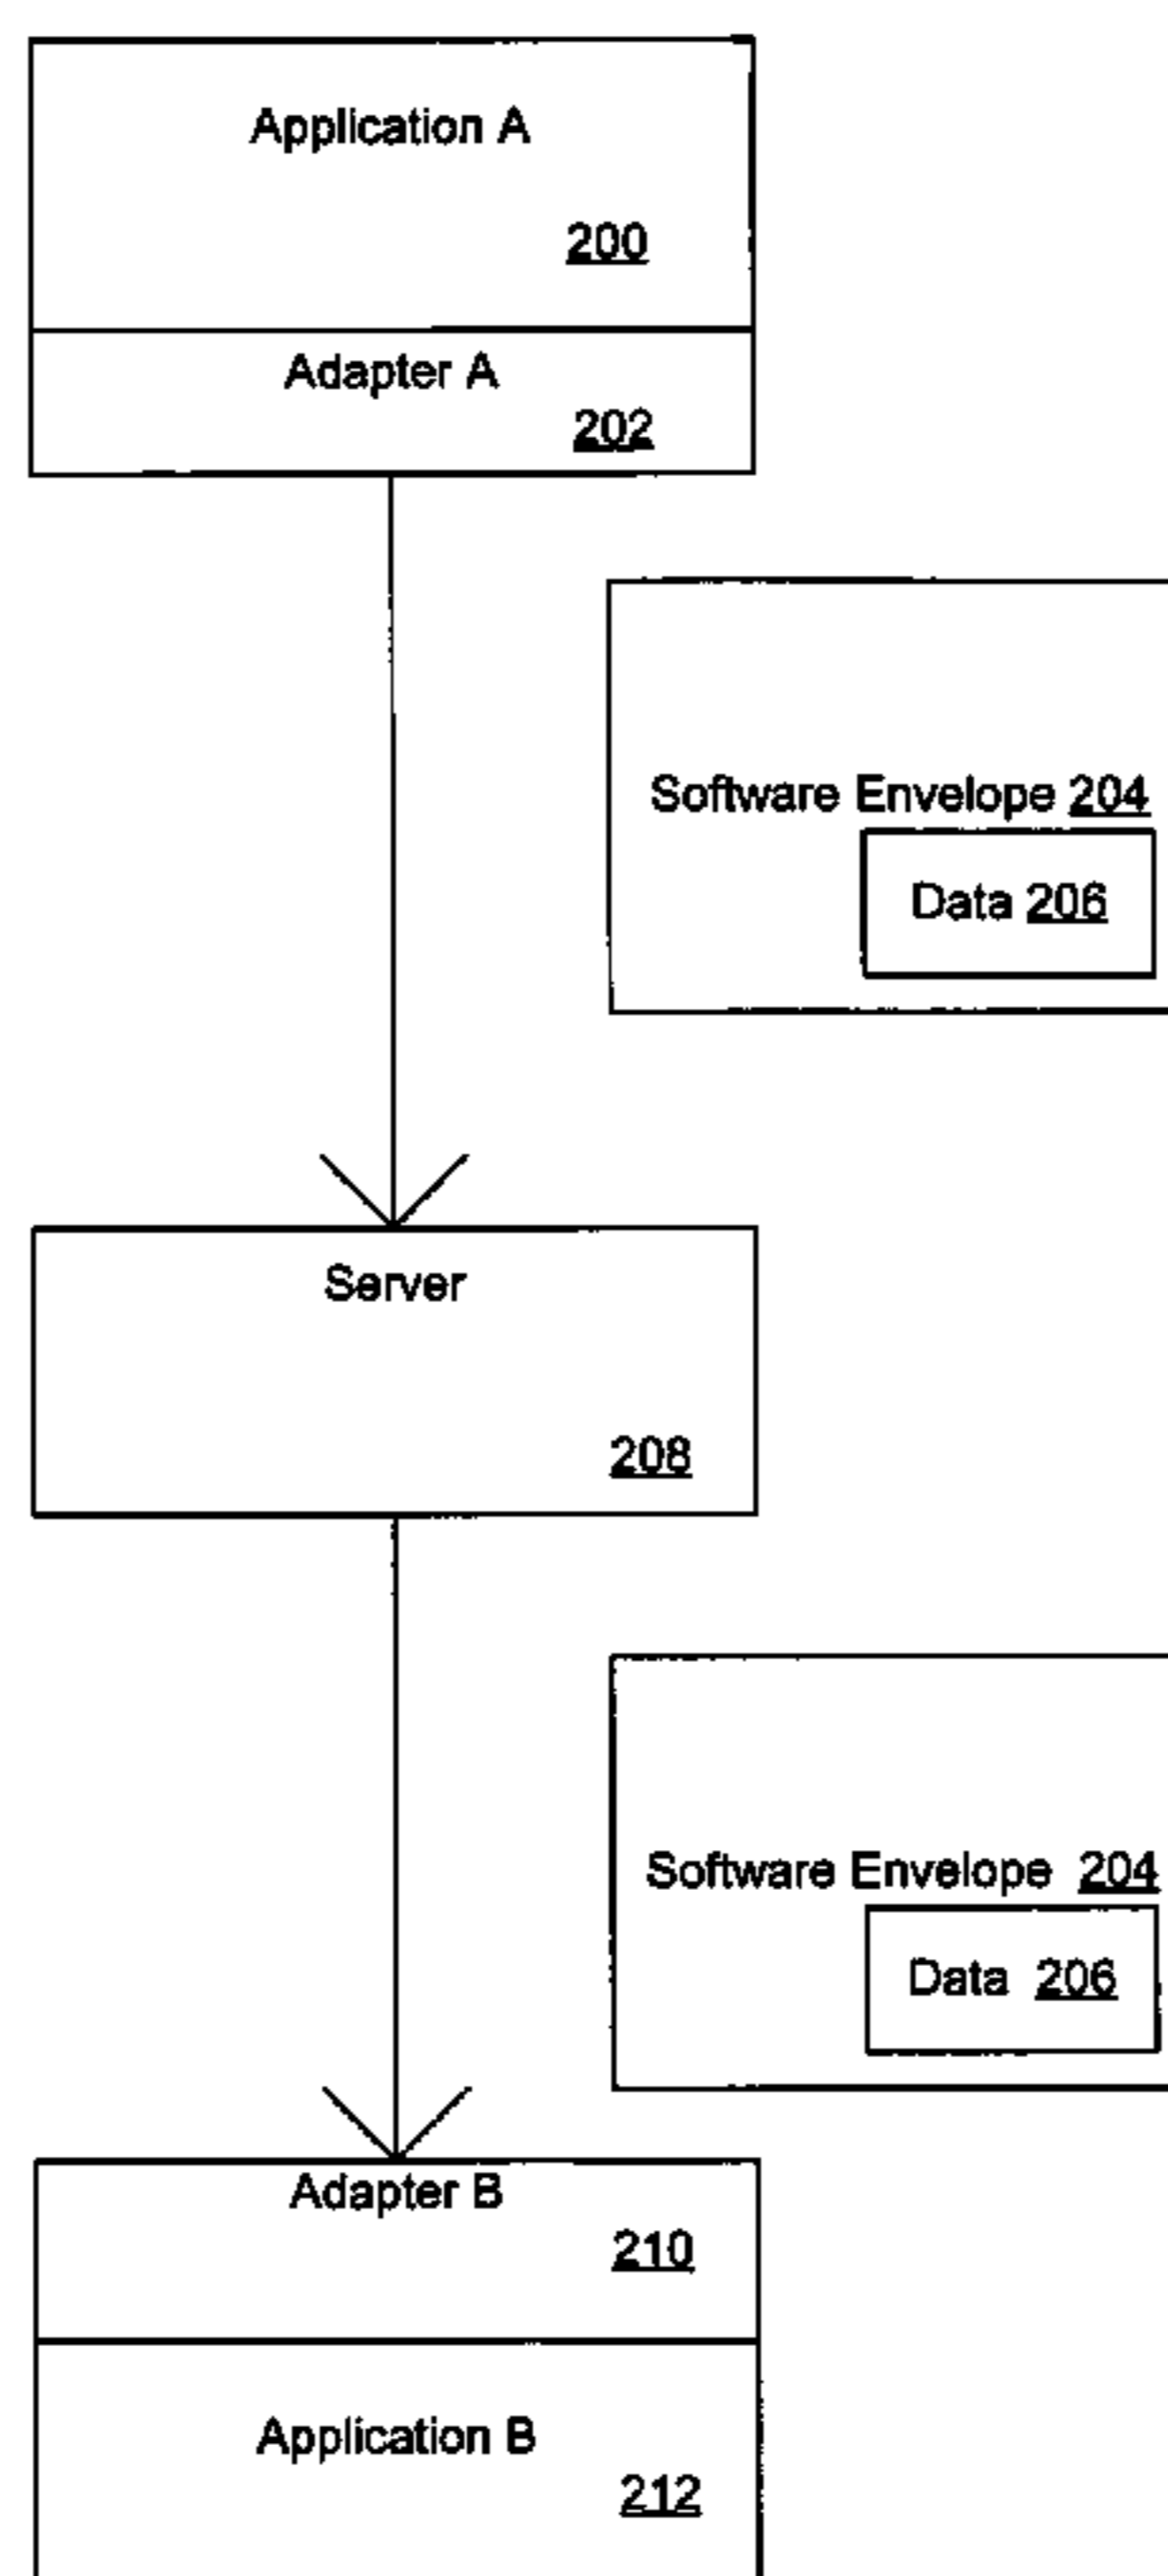 Application A
200
Adapter A
202
Software Envelope 204
Data 206
Server
208
Software Envelope 204
Data 206
Adapter B
210
Application B
212